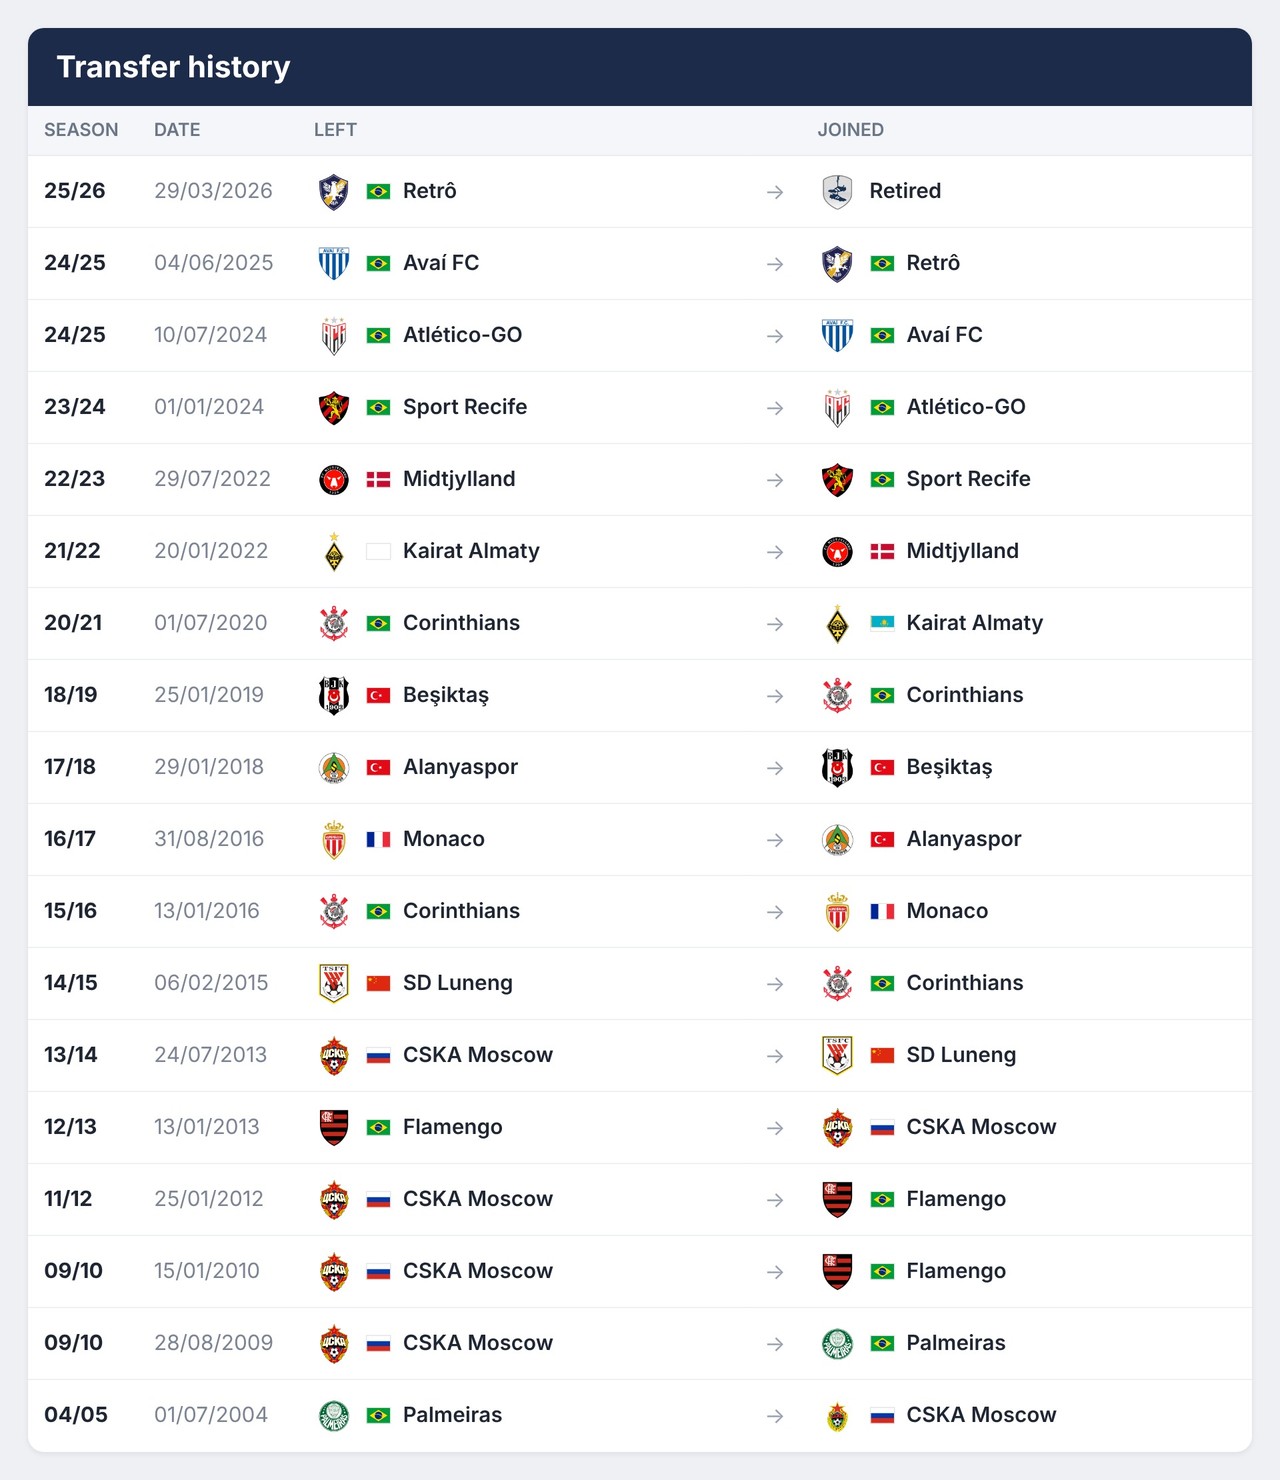 Transfer history
SEASON DATE LEFT JOINED
25/26 29/03/2026 Retrô → Retired
24/25 04/06/2025 Avaí FC → Retrô
24/25 10/07/2024 Atlético-GO → Avaí FC
23/24 01/01/2024 Sport Recife → Atlético-GO
22/23 29/07/2022 Midtjylland → Sport Recife
21/22 20/01/2022 Kairat Almaty → Midtjylland
20/21 01/07/2020 Corinthians → Kairat Almaty
18/19 25/01/2019 Beşiktaş → Corinthians
17/18 29/01/2018 Alanyaspor → Beşiktaş
16/17 31/08/2016 Monaco → Alanyaspor
15/16 13/01/2016 Corinthians → Monaco
14/15 06/02/2015 SD Luneng → Corinthians
13/14 24/07/2013 CSKA Moscow → SD Luneng
12/13 13/01/2013 Flamengo → CSKA Moscow
11/12 25/01/2012 CSKA Moscow → Flamengo
09/10 15/01/2010 CSKA Moscow → Flamengo
09/10 28/08/2009 CSKA Moscow → Palmeiras
04/05 01/07/2004 Palmeiras → CSKA Moscow